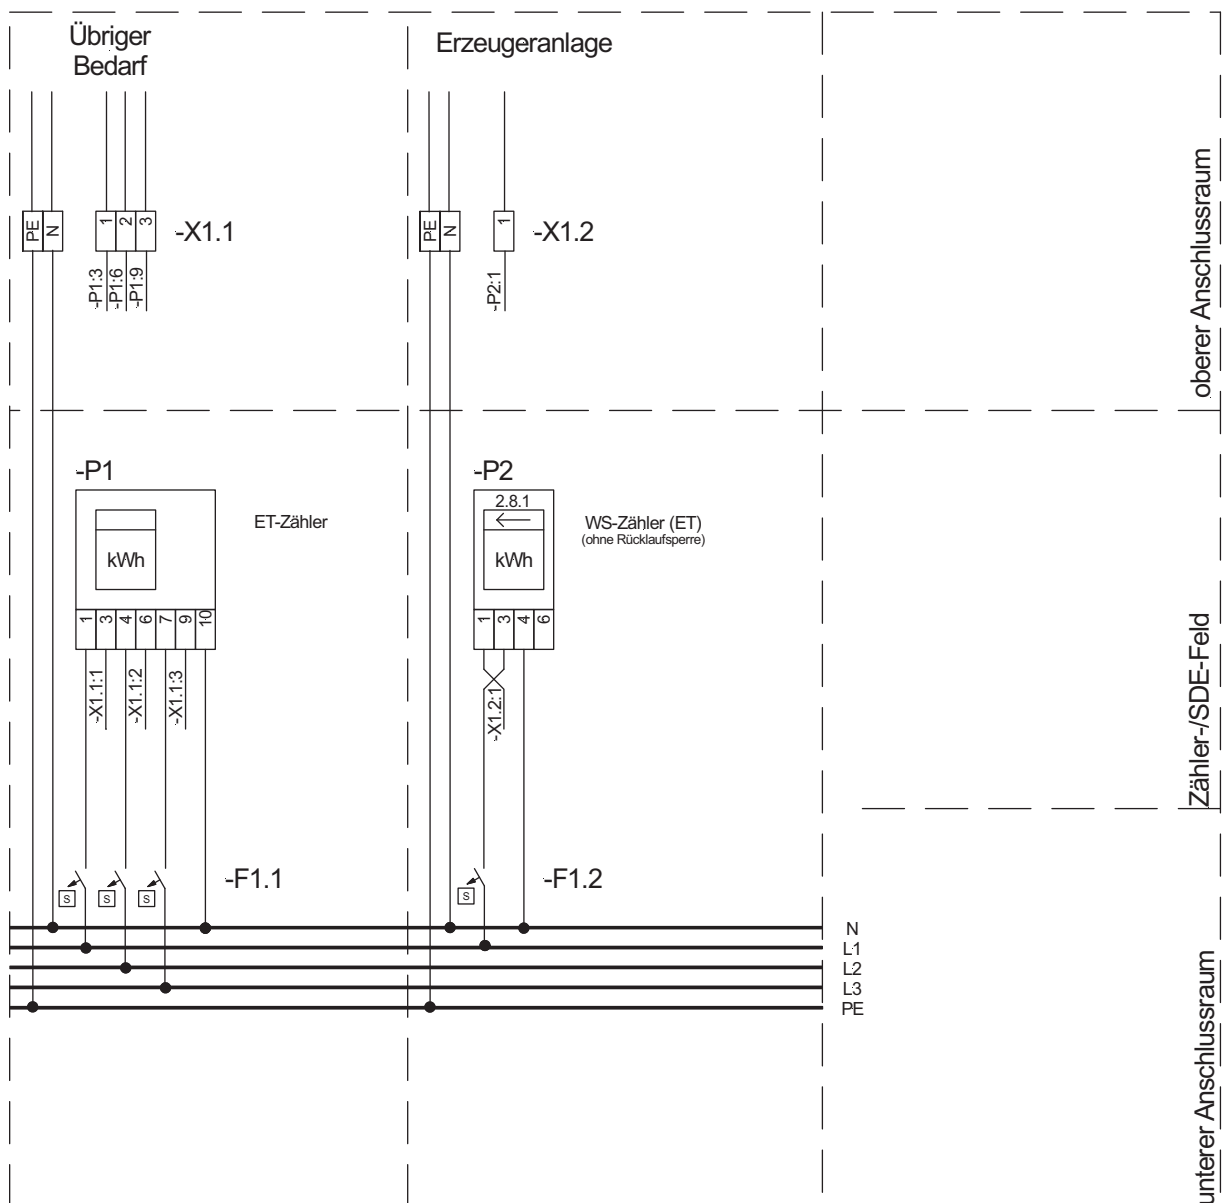 Übriger
Bedarf
Erzeugeranlage
PE
N
1
2
3
-X1.1
-P1:3
-P1:6
-P1:9
PE
N
1
-X1.2
-P2:1
oberer Anschlussraum
-P1
kWh
ET-Zähler
1
3
4
6
7
9
10
-X1.1:1
-X1.1:2
-X1.1:3
-P2
2.8.1
kWh
WS-Zähler (ET)
(ohne Rücklaufsperre)
1
3
4
6
-X1.2:1
Zähler-/SDE-Feld
S
S
S
-F1.1
S
-F1.2
N
L1
L2
L3
PE
unterer Anschlussraum